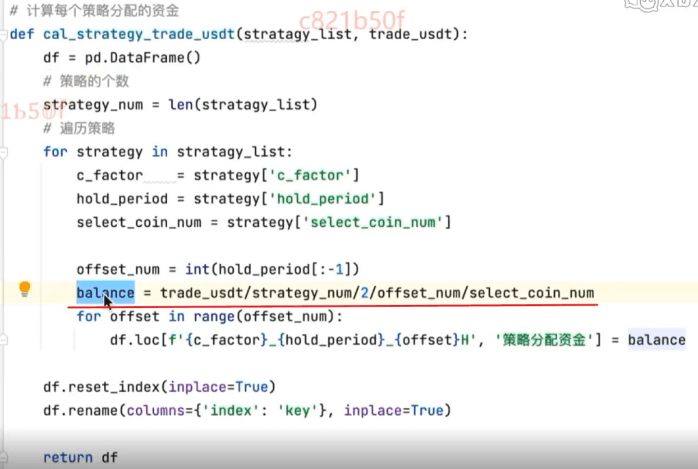 # 计算每个策略分配的资金
c821b50f
def cal_strategy_trade_usdt(stratagy_list, trade_usdt):
    df = pd.DataFrame()
    # 策略的个数
    strategy_num = len(stratagy_list)
1b50f
    # 遍历策略
    for strategy in stratagy_list:
        c_factor     = strategy['c_factor']
        hold_period = strategy['hold_period']
        select_coin_num = strategy['select_coin_num']
        offset_num = int(hold_period[:-1])
        balance = trade_usdt/strategy_num/2/offset_num/select_coin_num
        for offset in range(offset_num):
            df.loc[f'{c_factor}_{hold_period}_{offset}H', '策略分配资金'] = balance
    df.reset_index(inplace=True)
    df.rename(columns={'index': 'key'}, inplace=True)
    return df